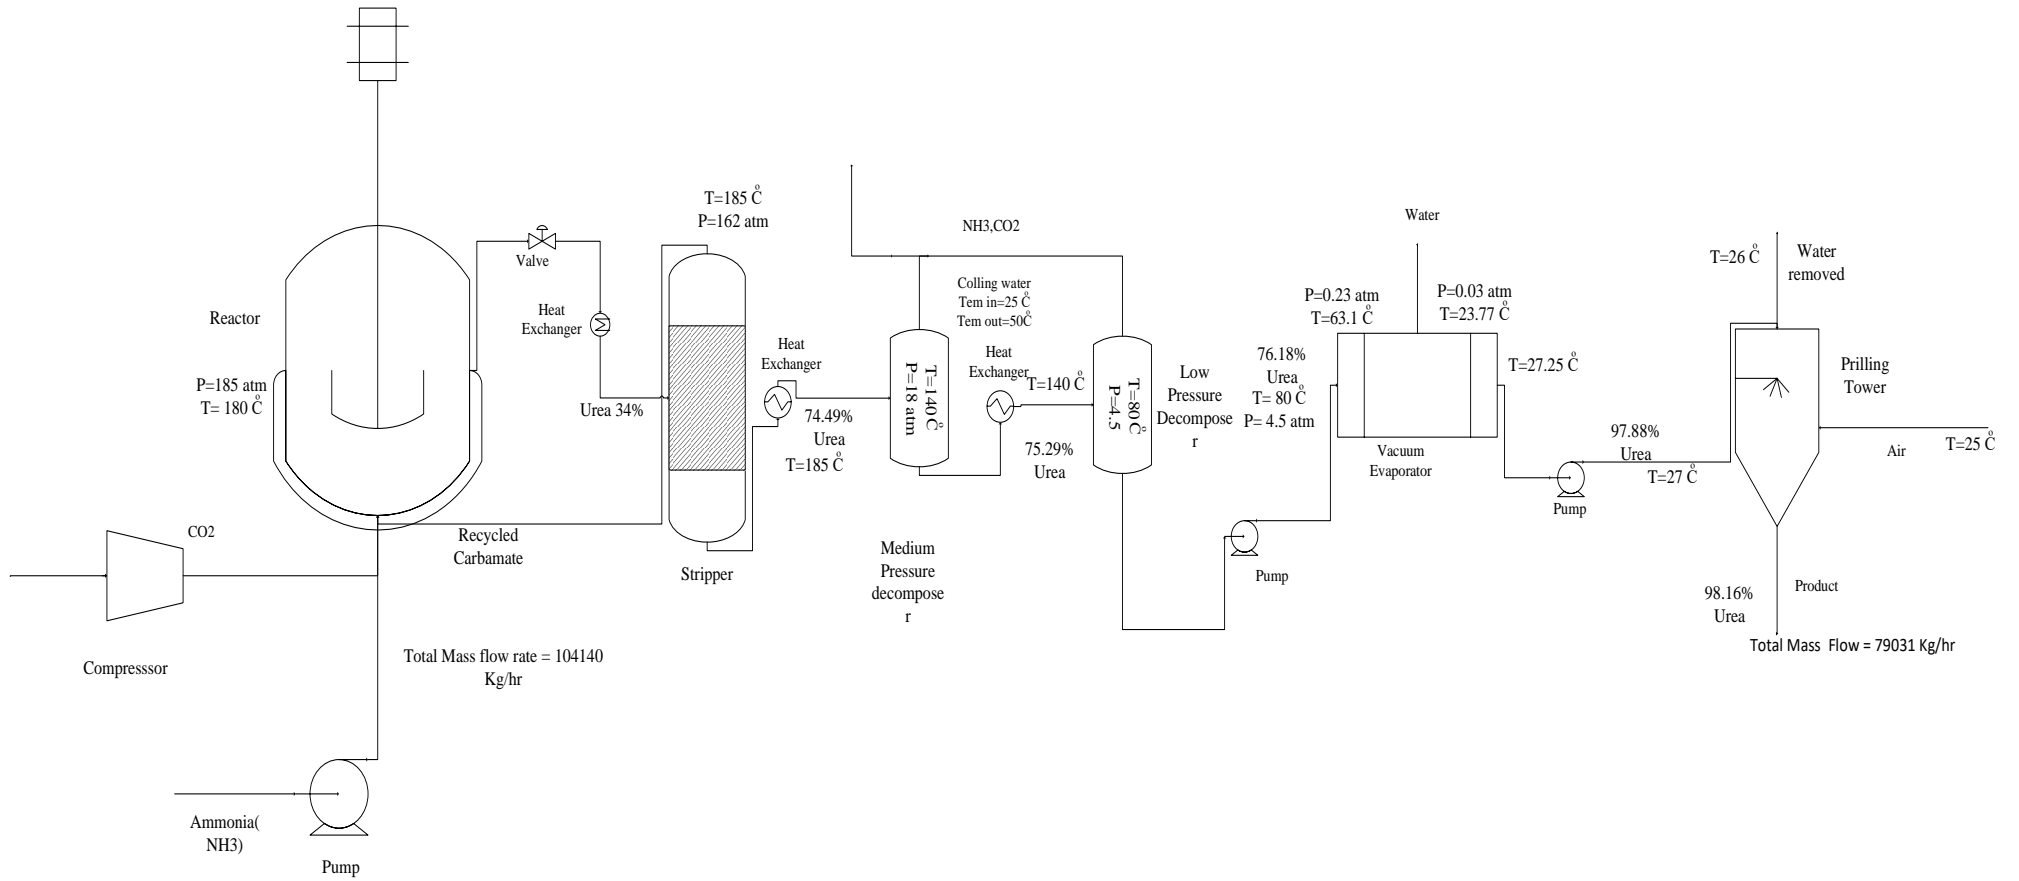 Reactor
P=185 atm
T= 180 C̊
Valve
Heat
Exchanger
Urea 34%
T=185 C̊
P=162 atm
Heat
Exchanger
74.49%
Urea
T=185 C̊
Stripper
Recycled
Carbamate
CO2
Compresssor
Total Mass flow rate = 104140
Kg/hr
Ammonia(
NH3)
Pump
NH3,CO2
Colling water
Tem in=25 C̊
Tem out=50C̊
T=140 C̊
P=118 atm
Heat
Exchanger
T=140 C̊
75.29%
Urea
Medium
Pressure
decompose
r
T=80 C̊
P=4.5
Low
Pressure
Decompose
r
76.18%
Urea
T= 80 C̊
P= 4.5 atm
Pump
Water
P=0.23 atm
T=63.1 C̊
P=0.03 atm
T=23.77 C̊
T=27.25 C̊
Vacuum
Evaporator
Pump
97.88%
Urea
T=27 C̊
T=26 C̊
Water
removed
Prilling
Tower
Air
T=25 C̊
98.16%
Urea
Product
Total Mass Flow = 79031 Kg/hr